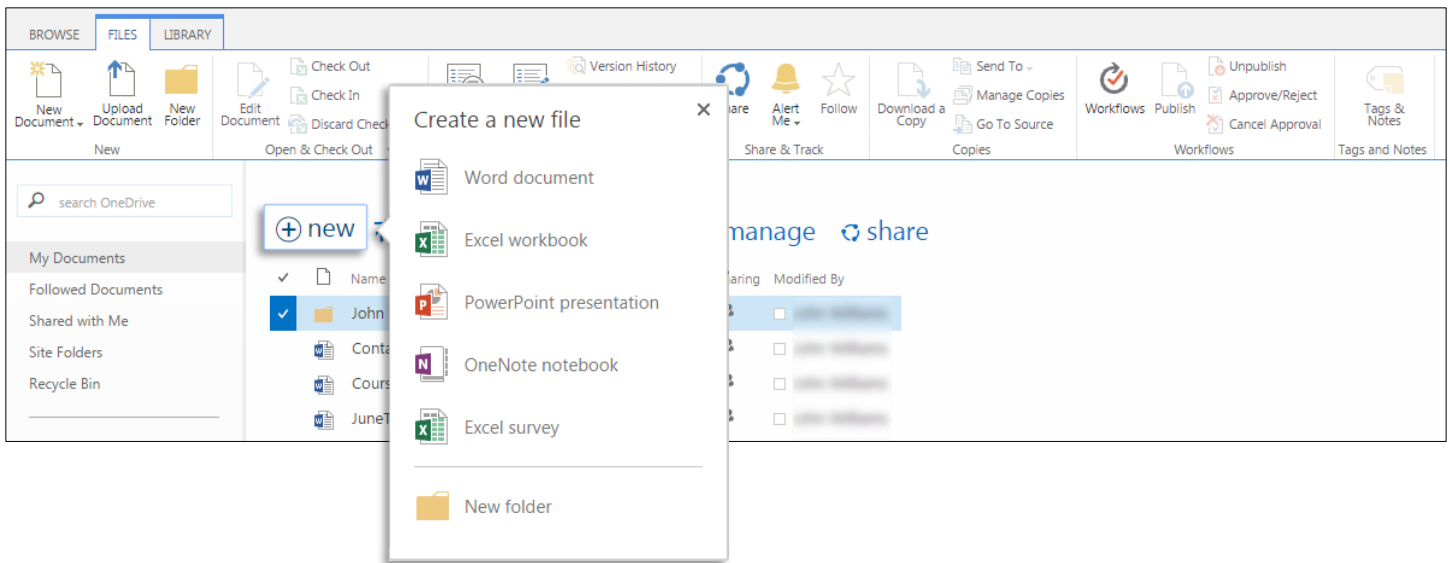 BROWSE FILES LIBRARY
New Document
Upload Document
New Folder
New
Edit Document
Check Out
Check In
Discard Check
Open & Check Out
Version History
Share & Track
Alert Me
Follow
Download a Copy
Send To
Manage Copies
Go To Source
Copies
Workflows
Publish
Unpublish
Approve/Reject
Cancel Approval
Workflows
Tags & Notes
Tags and Notes
search OneDrive
My Documents
Followed Documents
Shared with Me
Site Folders
Recycle Bin
new
manage
share
Name
Modified By
John
Conta
Cours
JuneT
Create a new file
Word document
Excel workbook
PowerPoint presentation
OneNote notebook
Excel survey
New folder